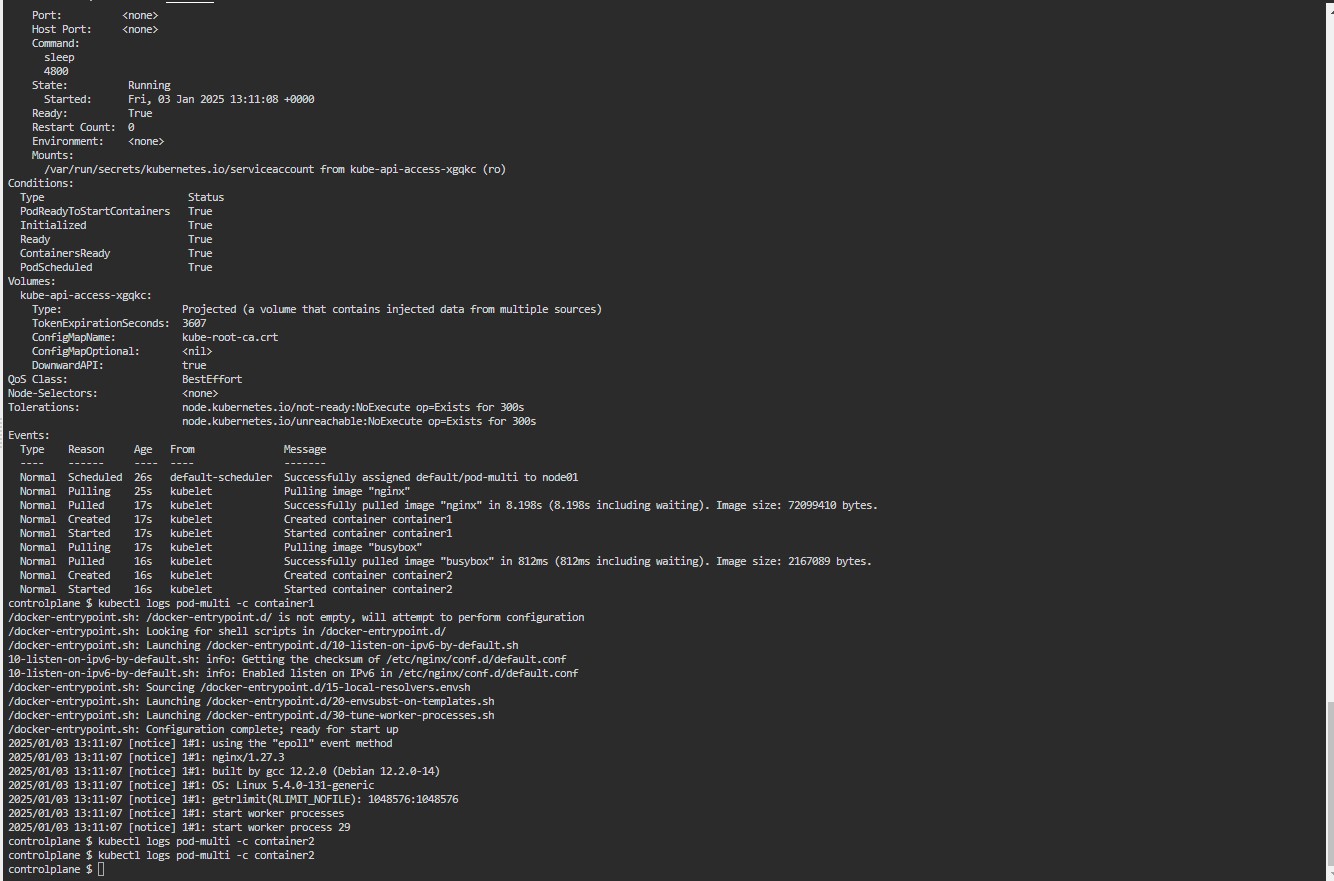 Port:          <none>
    Host Port:     <none>
    Command:
      sleep
      4800
    State:          Running
      Started:      Fri, 03 Jan 2025 13:11:08 +0000
    Ready:          True
    Restart Count:  0
    Environment:    <none>
    Mounts:
      /var/run/secrets/kubernetes.io/serviceaccount from kube-api-access-xgqkc (ro)
Conditions:
  Type                        Status
  PodReadyToStartContainers   True
  Initialized                 True
  Ready                       True
  ContainersReady             True
  PodScheduled                True
Volumes:
  kube-api-access-xgqkc:
    Type:                    Projected (a volume that contains injected data from multiple sources)
    TokenExpirationSeconds:  3607
    ConfigMapName:           kube-root-ca.crt
    ConfigMapOptional:       <nil>
    DownwardAPI:             true
QoS Class:                   BestEffort
Node-Selectors:              <none>
Tolerations:                 node.kubernetes.io/not-ready:NoExecute op=Exists for 300s
                             node.kubernetes.io/unreachable:NoExecute op=Exists for 300s
Events:
  Type    Reason     Age   From               Message
  ----    ------     ----  ----               -------
  Normal  Scheduled  26s   default-scheduler  Successfully assigned default/pod-multi to node01
  Normal  Pulling    25s   kubelet            Pulling image "nginx"
  Normal  Pulled     17s   kubelet            Successfully pulled image "nginx" in 8.198s (8.198s including waiting). Image size: 72099410 bytes.
  Normal  Created    17s   kubelet            Created container container1
  Normal  Started    17s   kubelet            Started container container1
  Normal  Pulling    17s   kubelet            Pulling image "busybox"
  Normal  Pulled     16s   kubelet            Successfully pulled image "busybox" in 812ms (812ms including waiting). Image size: 2167089 bytes.
  Normal  Created    16s   kubelet            Created container container2
  Normal  Started    16s   kubelet            Started container container2
controlplane $ kubectl logs pod-multi -c container1
/docker-entrypoint.sh: /docker-entrypoint.d/ is not empty, will attempt to perform configuration
/docker-entrypoint.sh: Looking for shell scripts in /docker-entrypoint.d/
/docker-entrypoint.sh: Launching /docker-entrypoint.d/10-listen-on-ipv6-by-default.sh
10-listen-on-ipv6-by-default.sh: info: Getting the checksum of /etc/nginx/conf.d/default.conf
10-listen-on-ipv6-by-default.sh: info: Enabled listen on IPv6 in /etc/nginx/conf.d/default.conf
/docker-entrypoint.sh: Sourcing /docker-entrypoint.d/15-local-resolvers.envsh
/docker-entrypoint.sh: Launching /docker-entrypoint.d/20-envsubst-on-templates.sh
/docker-entrypoint.sh: Launching /docker-entrypoint.d/30-tune-worker-processes.sh
/docker-entrypoint.sh: Configuration complete; ready for start up
2025/01/03 13:11:07 [notice] 1#1: using the "epoll" event method
2025/01/03 13:11:07 [notice] 1#1: nginx/1.27.3
2025/01/03 13:11:07 [notice] 1#1: built by gcc 12.2.0 (Debian 12.2.0-14)
2025/01/03 13:11:07 [notice] 1#1: OS: Linux 5.4.0-131-generic
2025/01/03 13:11:07 [notice] 1#1: getrlimit(RLIMIT_NOFILE): 1048576:1048576
2025/01/03 13:11:07 [notice] 1#1: start worker processes
2025/01/03 13:11:07 [notice] 1#1: start worker process 29
controlplane $ kubectl logs pod-multi -c container2
controlplane $ kubectl logs pod-multi -c container2
controlplane $